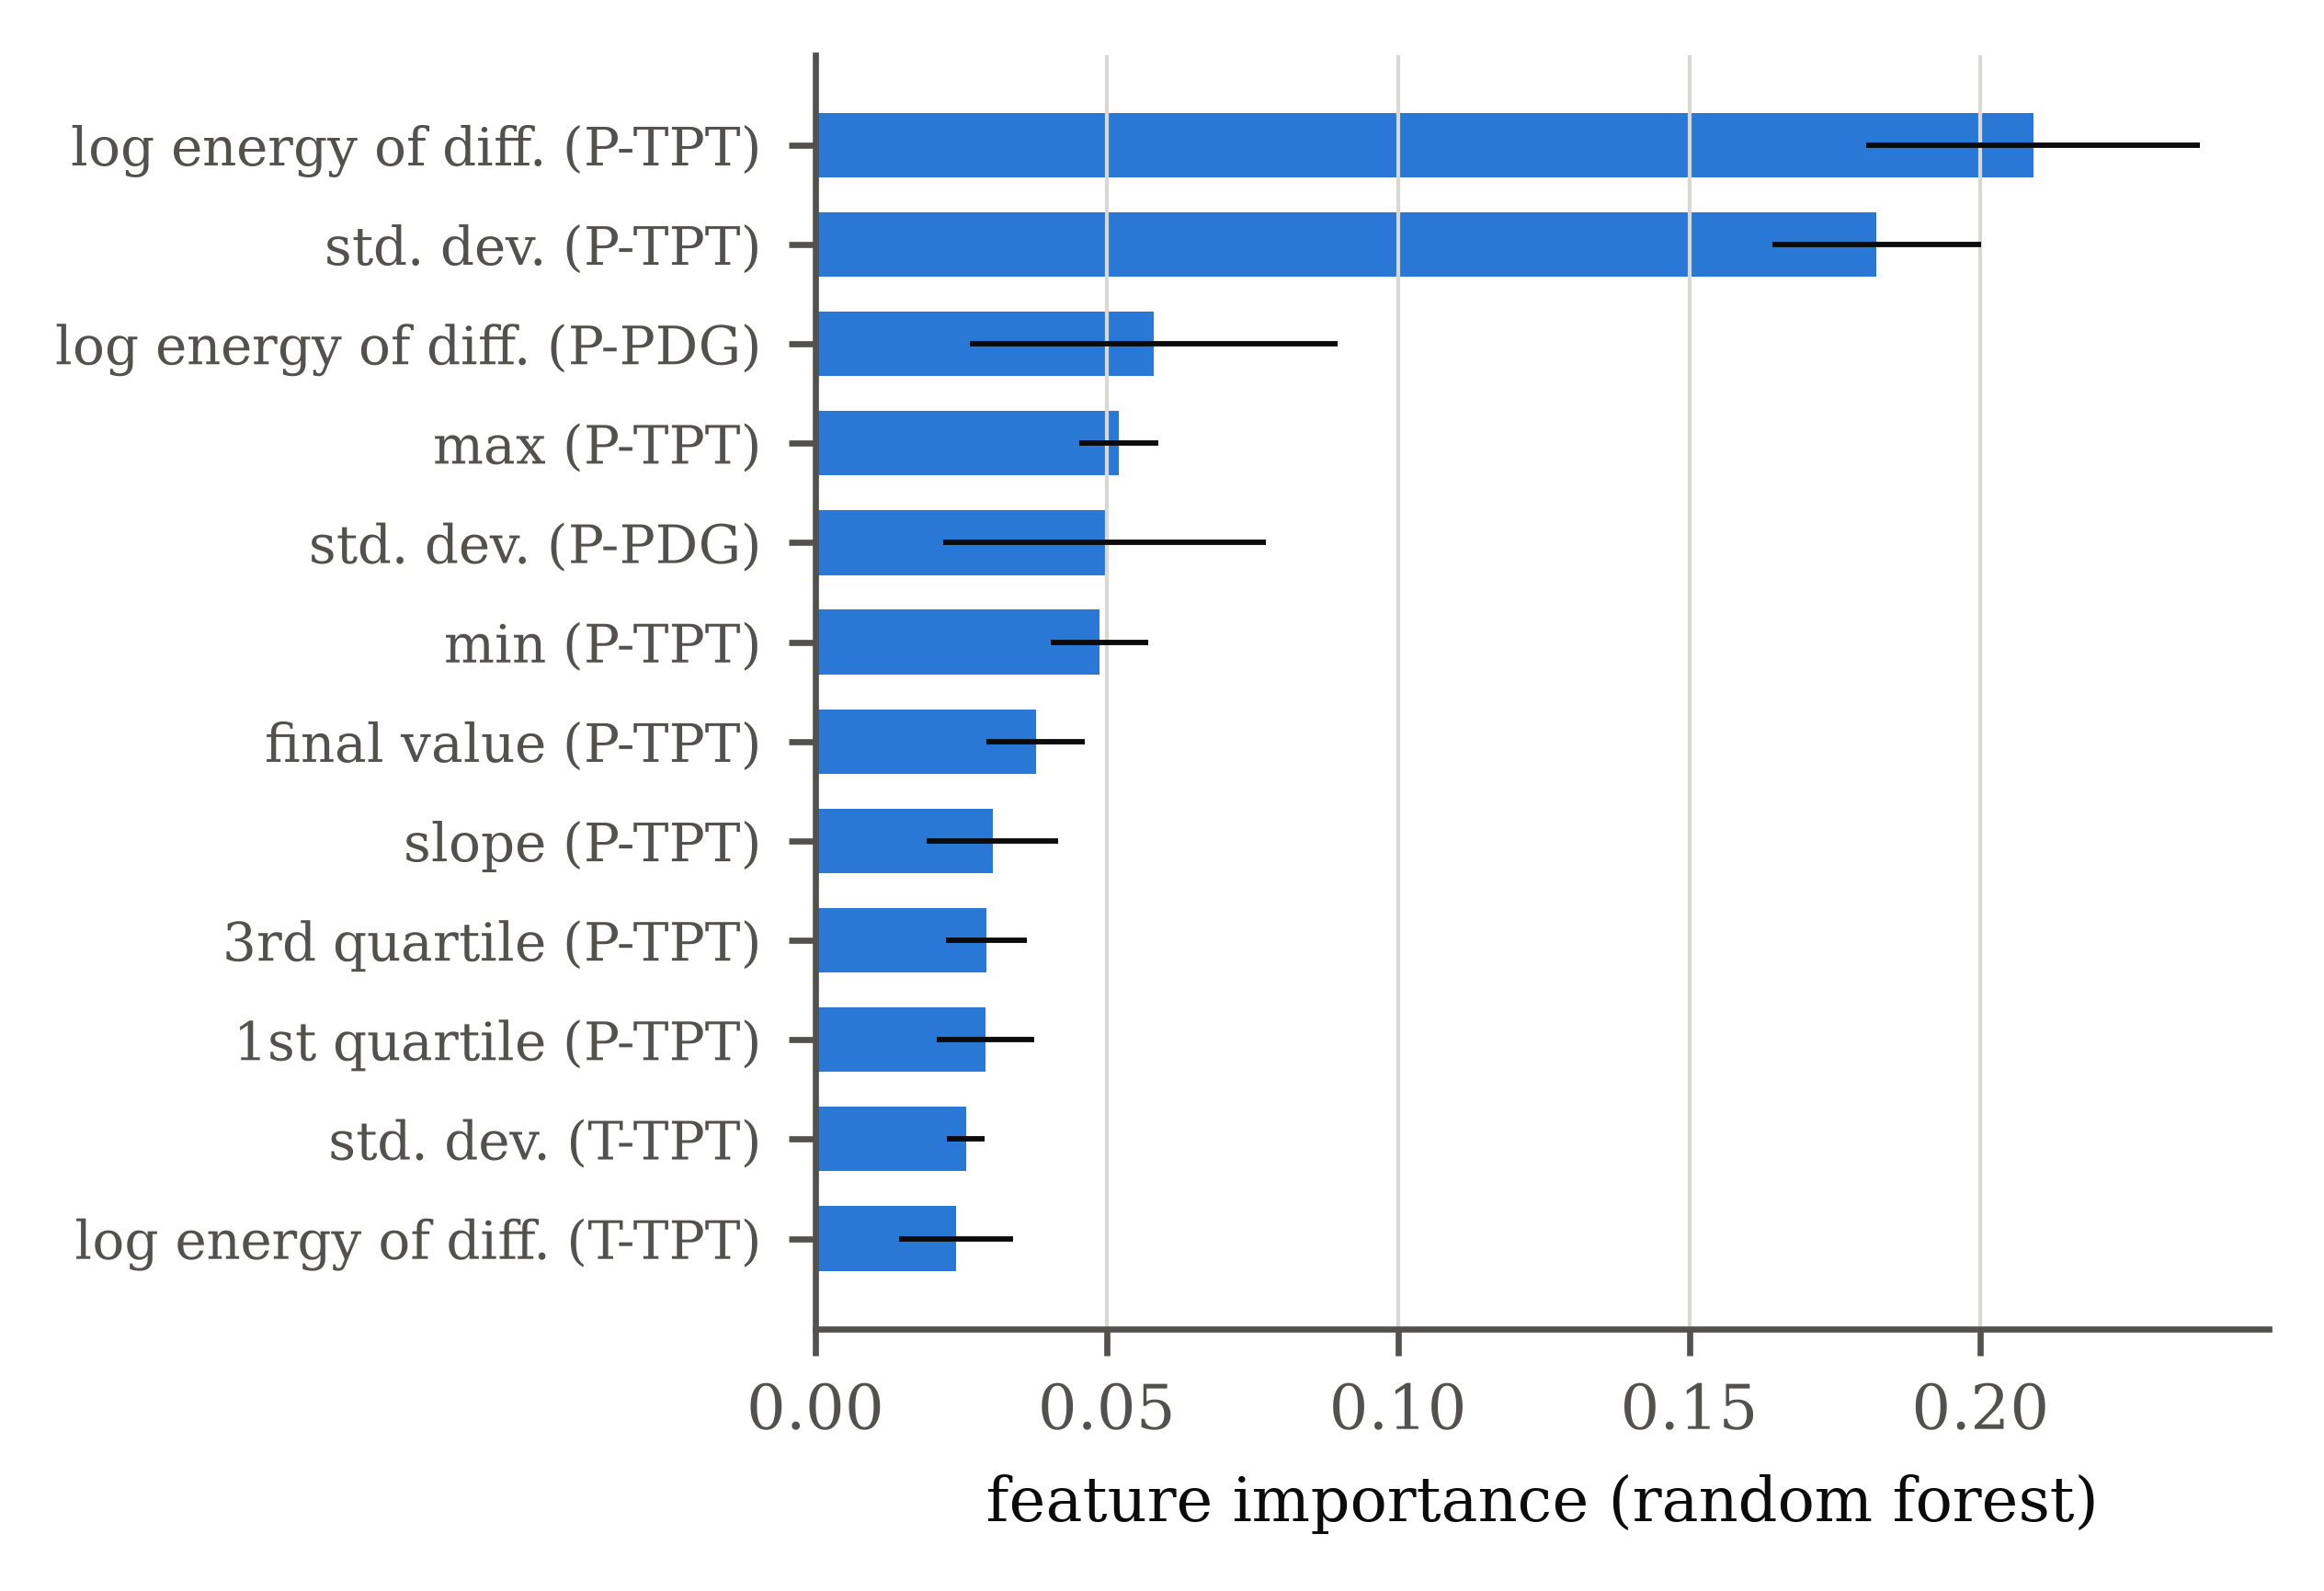 log energy of diff. (P-TPT)
std. dev. (P-TPT)
log energy of diff. (P-PDG)
max (P-TPT)
std. dev. (P-PDG)
min (P-TPT)
final value (P-TPT)
slope (P-TPT)
3rd quartile (P-TPT)
1st quartile (P-TPT)
std. dev. (T-TPT)
log energy of diff. (T-TPT)
0.00 0.05 0.10 0.15 0.20
feature importance (random forest)